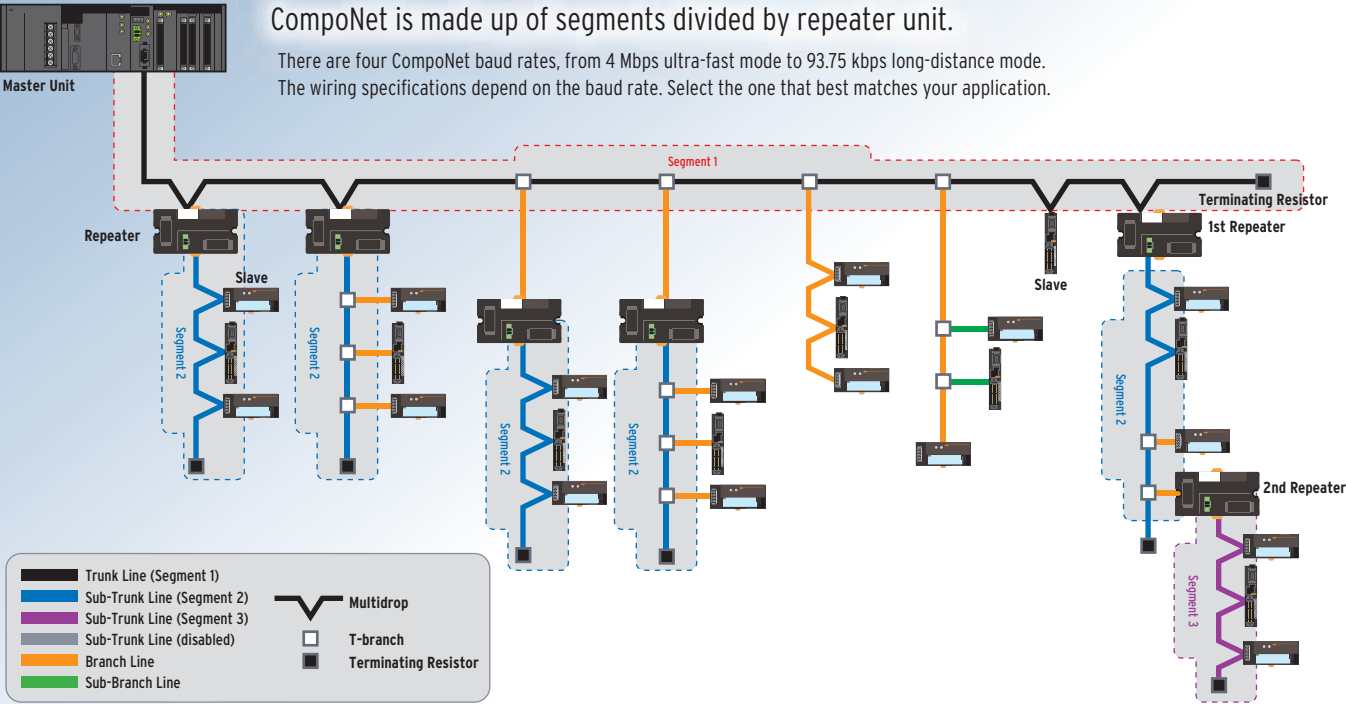 CompoNet is made up of segments divided by repeater unit.
There are four CompoNet baud rates, from 4 Mbps ultra-fast mode to 93.75 kbps long-distance mode.
The wiring specifications depend on the baud rate. Select the one that best matches your application.
Master Unit
Segment 1
Terminating Resistor
Repeater
1st Repeater
Slave
Slave
Segment 2
Segment 2
Segment 2
Segment 2
Segment 2
2nd Repeater
Segment 3
Trunk Line (Segment 1)
Sub-Trunk Line (Segment 2)
Sub-Trunk Line (Segment 3)
Sub-Trunk Line (disabled)
Branch Line
Sub-Branch Line
Multidrop
T-branch
Terminating Resistor